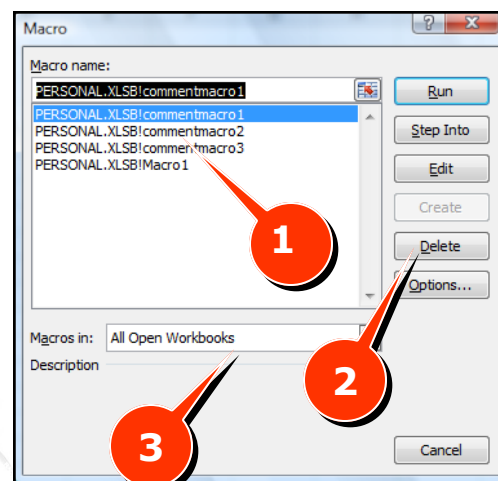 Macro
Macro name:
PERSONAL.XLSB!commentmacro1
PERSONAL.XLSB!commentmacro1
PERSONAL.XLSB!commentmacro2
PERSONAL.XLSB!commentmacro3
PERSONAL.XLSB!Macro1
Run
Step Into
Edit
Create
Delete
Options...
1
2
Macros in: All Open Workbooks
Description
3
Cancel